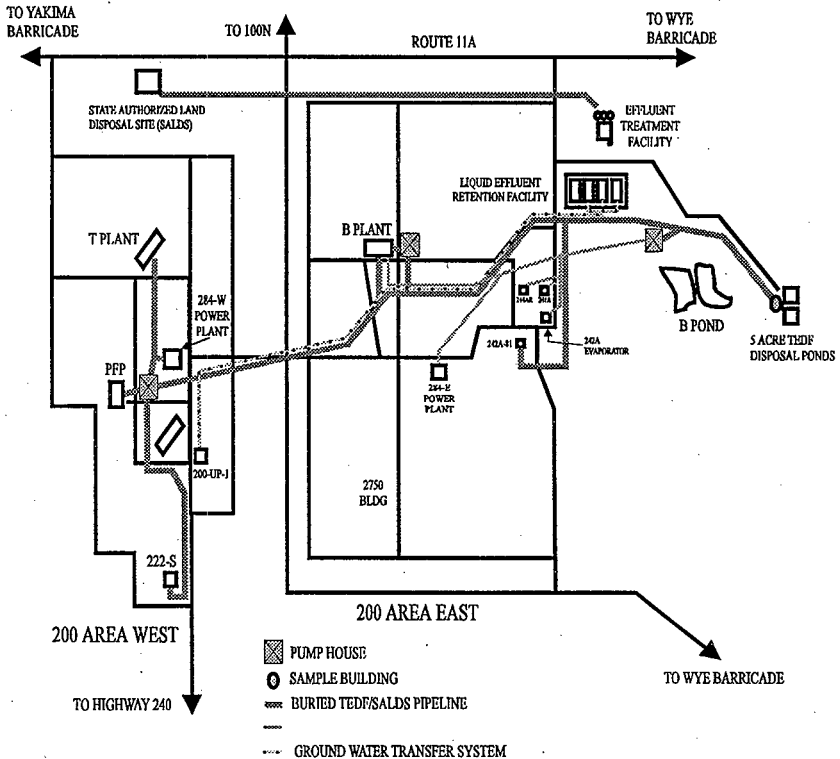 TO YAKIMA
BARRICADE
TO 100N
ROUTE 11A
TO WYE
BARRICADE
STATE AUTHORIZED LAND
DISPOSAL SITE (SALDS)
EFFLUENT
TREATMENT
FACILITY
LIQUID EFFLUENT
RETENTION FACILITY
T PLANT
B PLANT
284-W
POWER
PLANT
244AR
241A
B POND
5 ACRE TEDF
DISPOSAL PONDS
242A-81
242A
EVAPORATOR
PFP
284-E
POWER
PLANT
200-UP-1
2750
BLDG
222-S
200 AREA WEST
200 AREA EAST
PUMP HOUSE
SAMPLE BUILDING
BURIED TEDF/SALDS PIPELINE
GROUND WATER TRANSFER SYSTEM
TO HIGHWAY 240
TO WYE BARRICADE